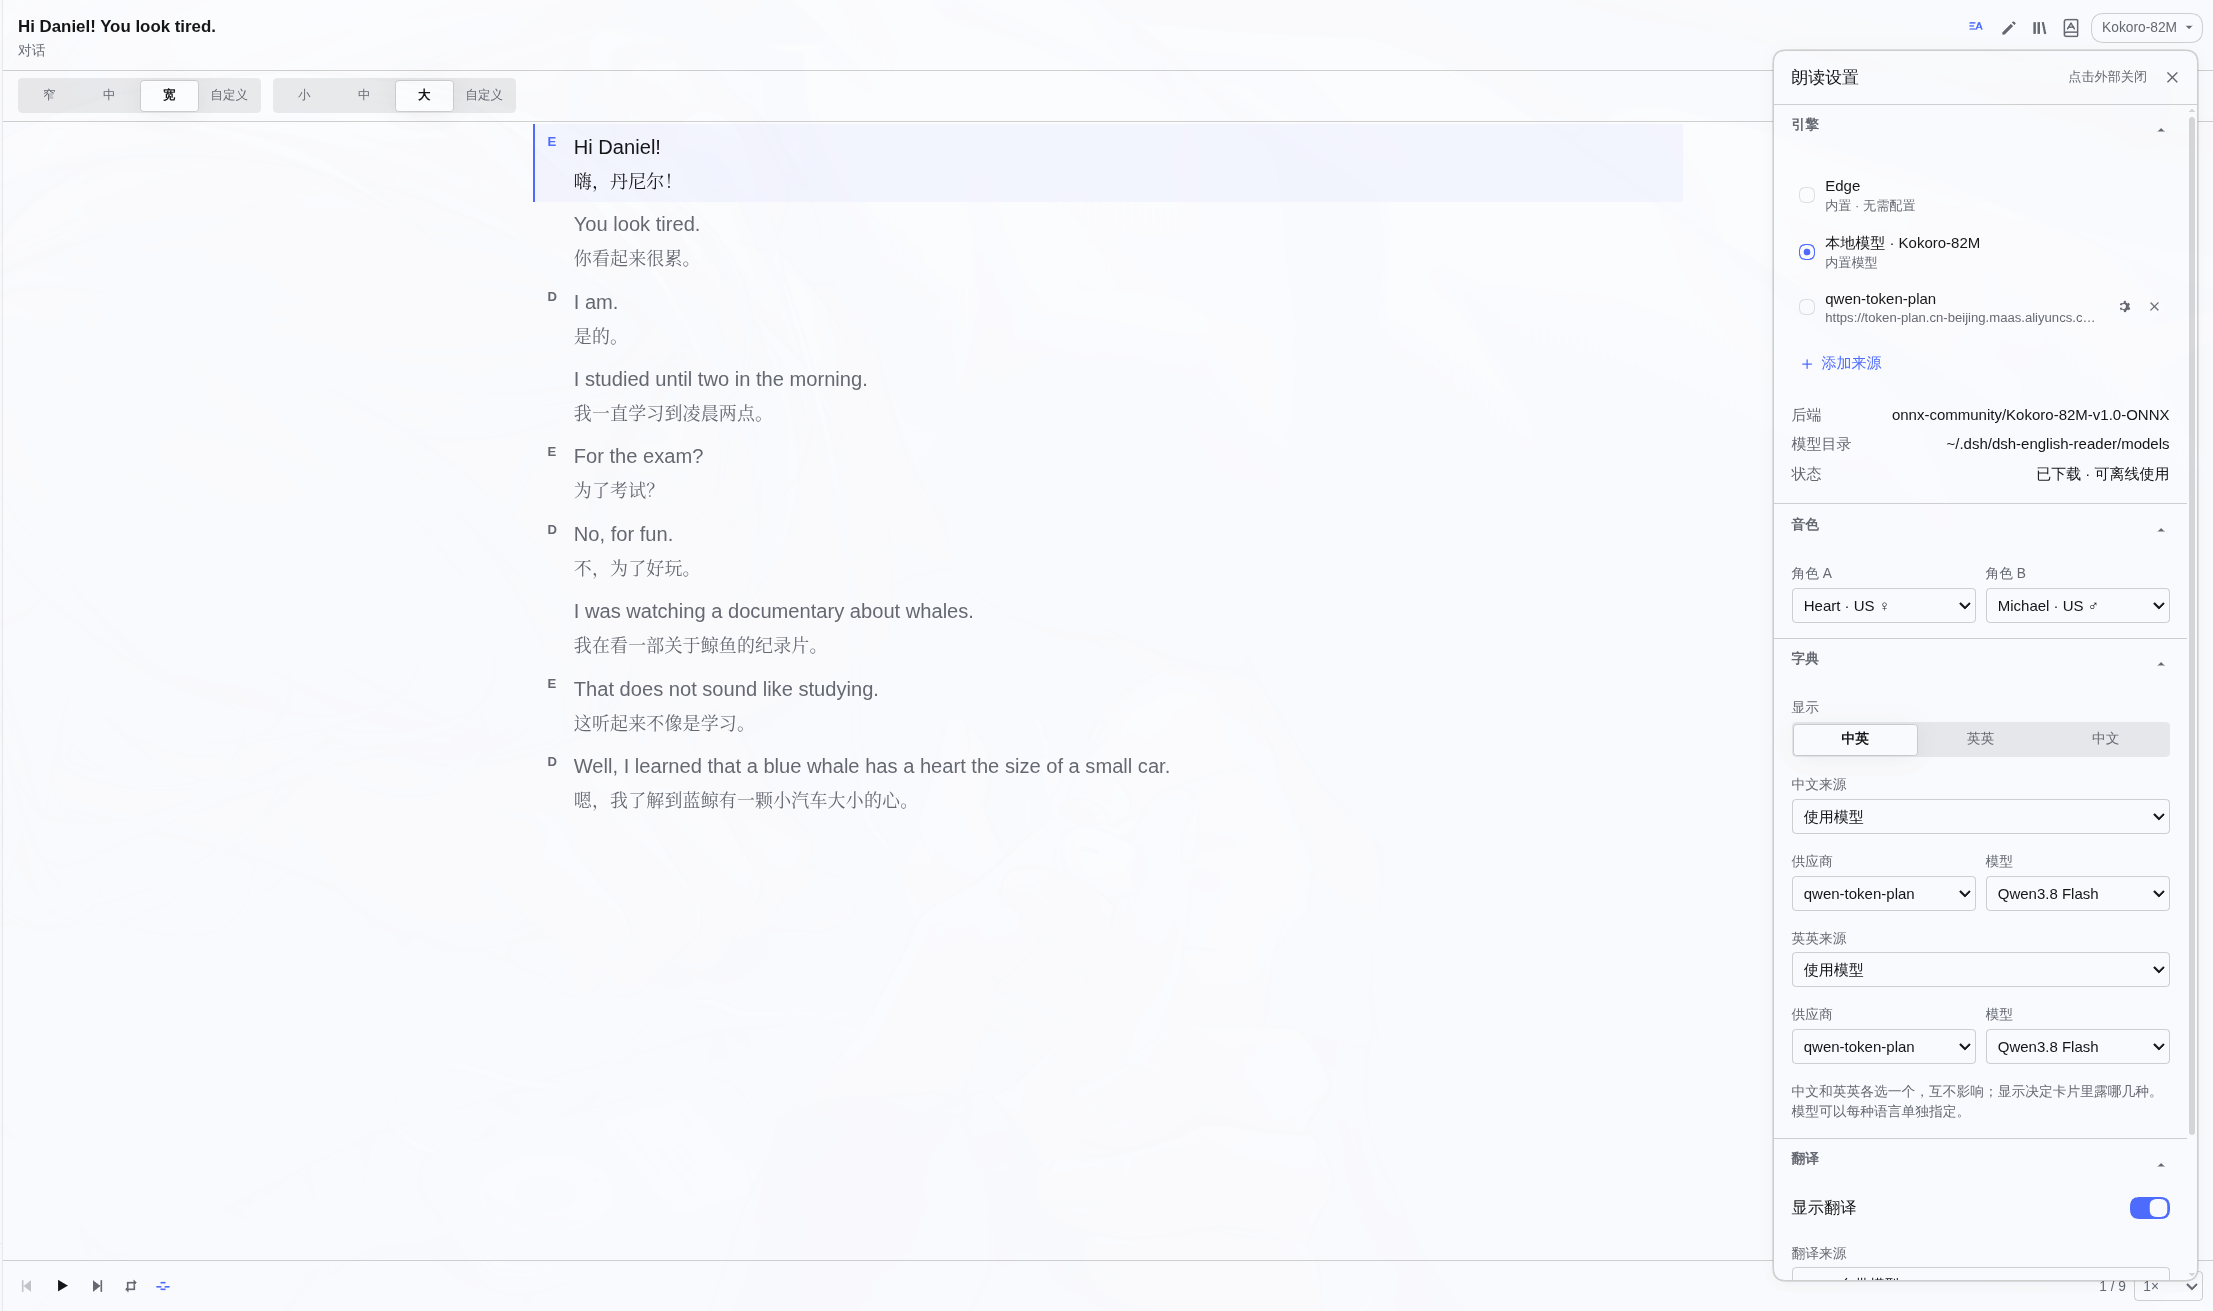 Hi Daniel! You look tired.
对话
Kokoro-82M
窄 中 宽 自定义 小 中 大 自定义
E Hi Daniel!
嗨，丹尼尔！
You look tired.
你看起来很累。
D I am.
是的。
I studied until two in the morning.
我一直学习到凌晨两点。
E For the exam?
为了考试？
D No, for fun.
不，为了好玩。
I was watching a documentary about whales.
我在看一部关于鲸鱼的纪录片。
E That does not sound like studying.
这听起来不像是学习。
D Well, I learned that a blue whale has a heart the size of a small car.
嗯，我了解到蓝鲸有一颗小汽车大小的心。
朗读设置 点击外部关闭
引擎
Edge
内置 · 无需配置
本地模型 · Kokoro-82M
内置模型
qwen-token-plan
https://token-plan.cn-beijing.maas.aliyuncs.c…
+ 添加来源
后端 onnx-community/Kokoro-82M-v1.0-ONNX
模型目录 ~/.dsh/dsh-english-reader/models
状态 已下载 · 可离线使用
音色
角色 A 角色 B
Heart · US ♀ Michael · US ♂
字典
显示
中英 英英 中文
中文来源
使用模型
供应商 模型
qwen-token-plan Qwen3.8 Flash
英英来源
使用模型
供应商 模型
qwen-token-plan Qwen3.8 Flash
中文和英英各选一个，互不影响；显示决定卡片里露哪几种。
模型可以每种语言单独指定。
翻译
显示翻译
翻译来源
1 / 9 1×